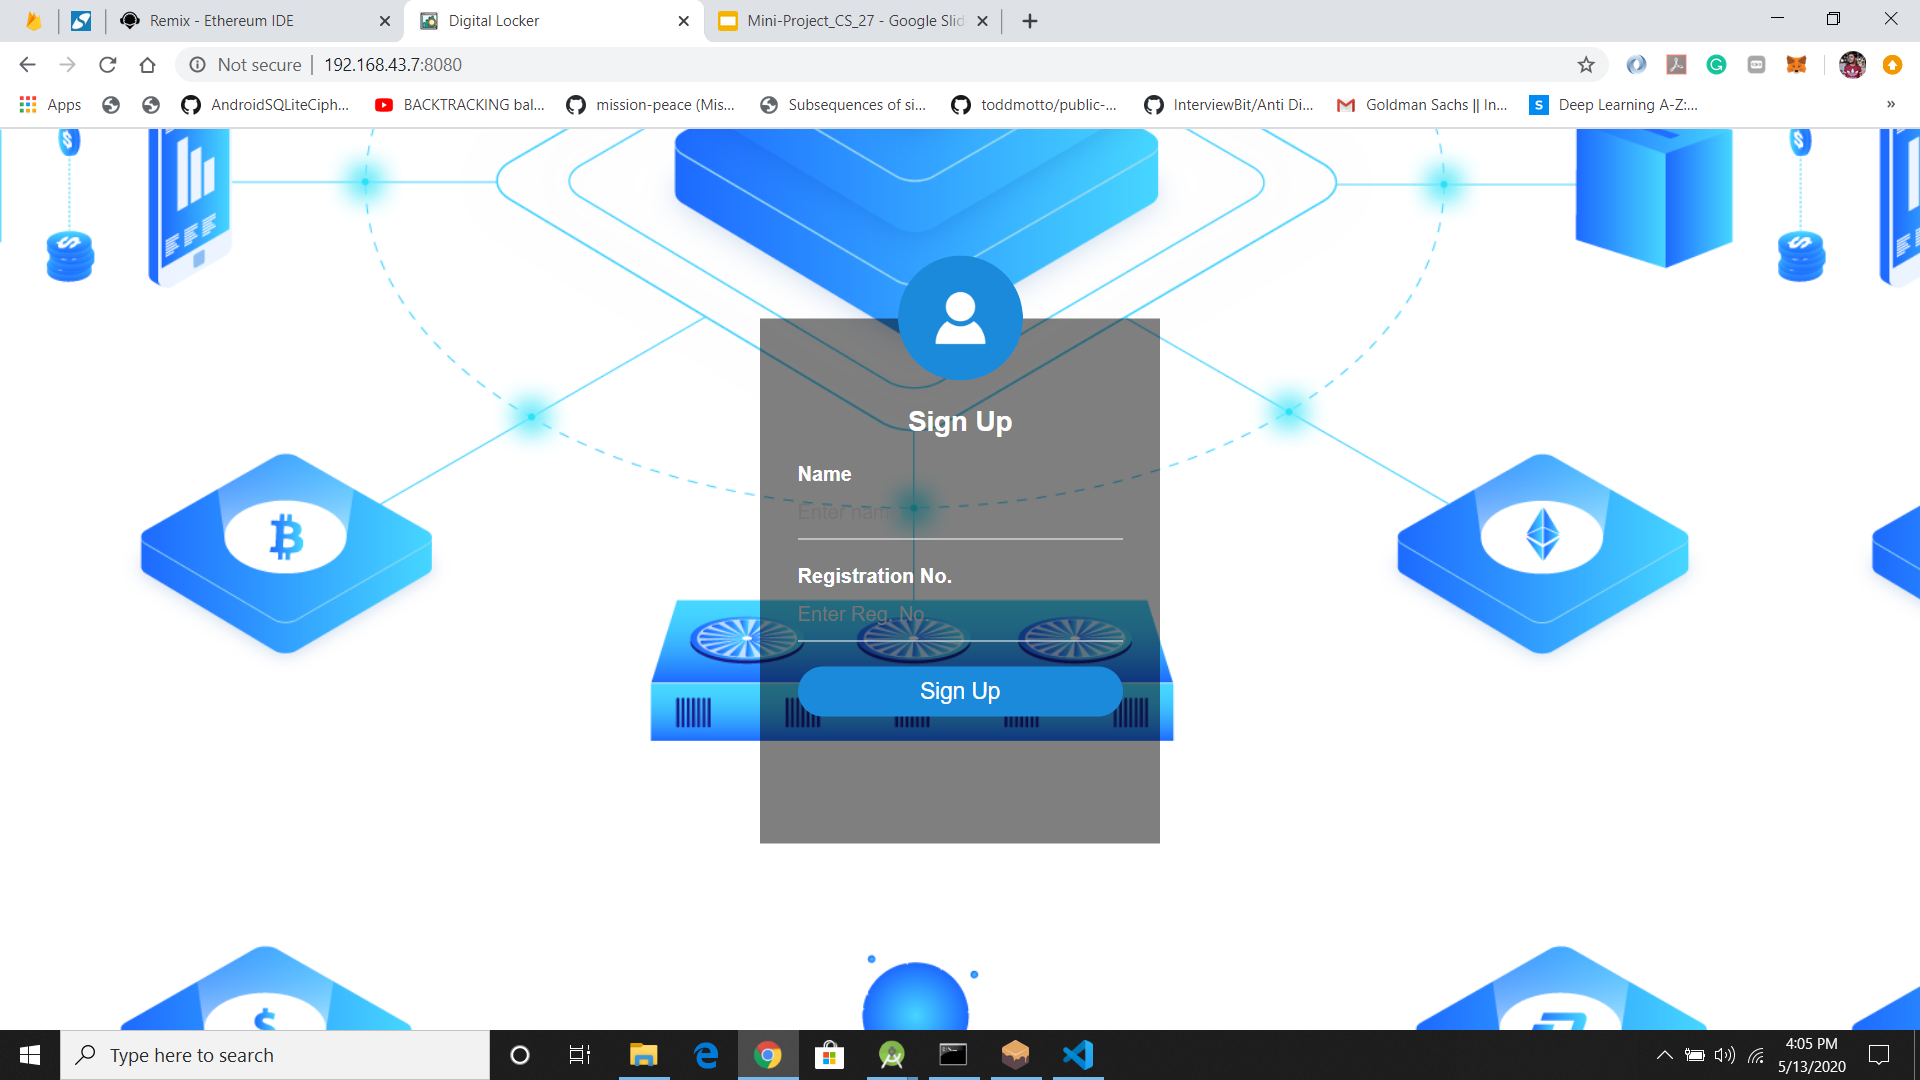 Remix - Ethereum IDE
Digital Locker
Mini-Project_CS_27 - Google Slid
Not secure
192.168.43.7:8080
Apps
AndroidSQLiteCiph...
BACKTRACKING bal...
mission-peace (Mis...
Subsequences of si...
toddmotto/public-...
InterviewBit/Anti Di...
Goldman Sachs || In...
S
Deep Learning A-Z:...
»
Sign Up
Name
Enter name
Registration No.
Enter Reg. No.
Sign Up
Type here to search
4:05 PM
5/13/2020